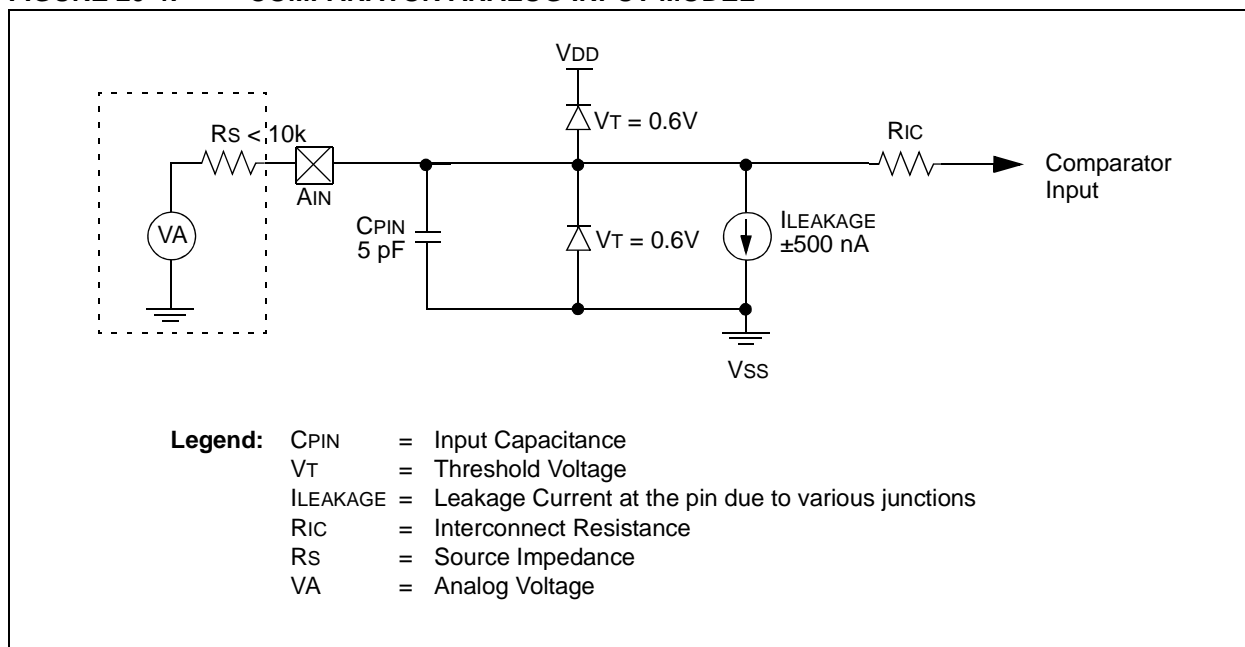 VDD
VT = 0.6V
RS < 10k
RIC
AIN
Comparator
Input
VA
CPIN
5 pF
VT = 0.6V
ILEAKAGE
±500 nA
VSS
Legend: CPIN = Input Capacitance
VT = Threshold Voltage
ILEAKAGE = Leakage Current at the pin due to various junctions
RIC = Interconnect Resistance
RS = Source Impedance
VA = Analog Voltage